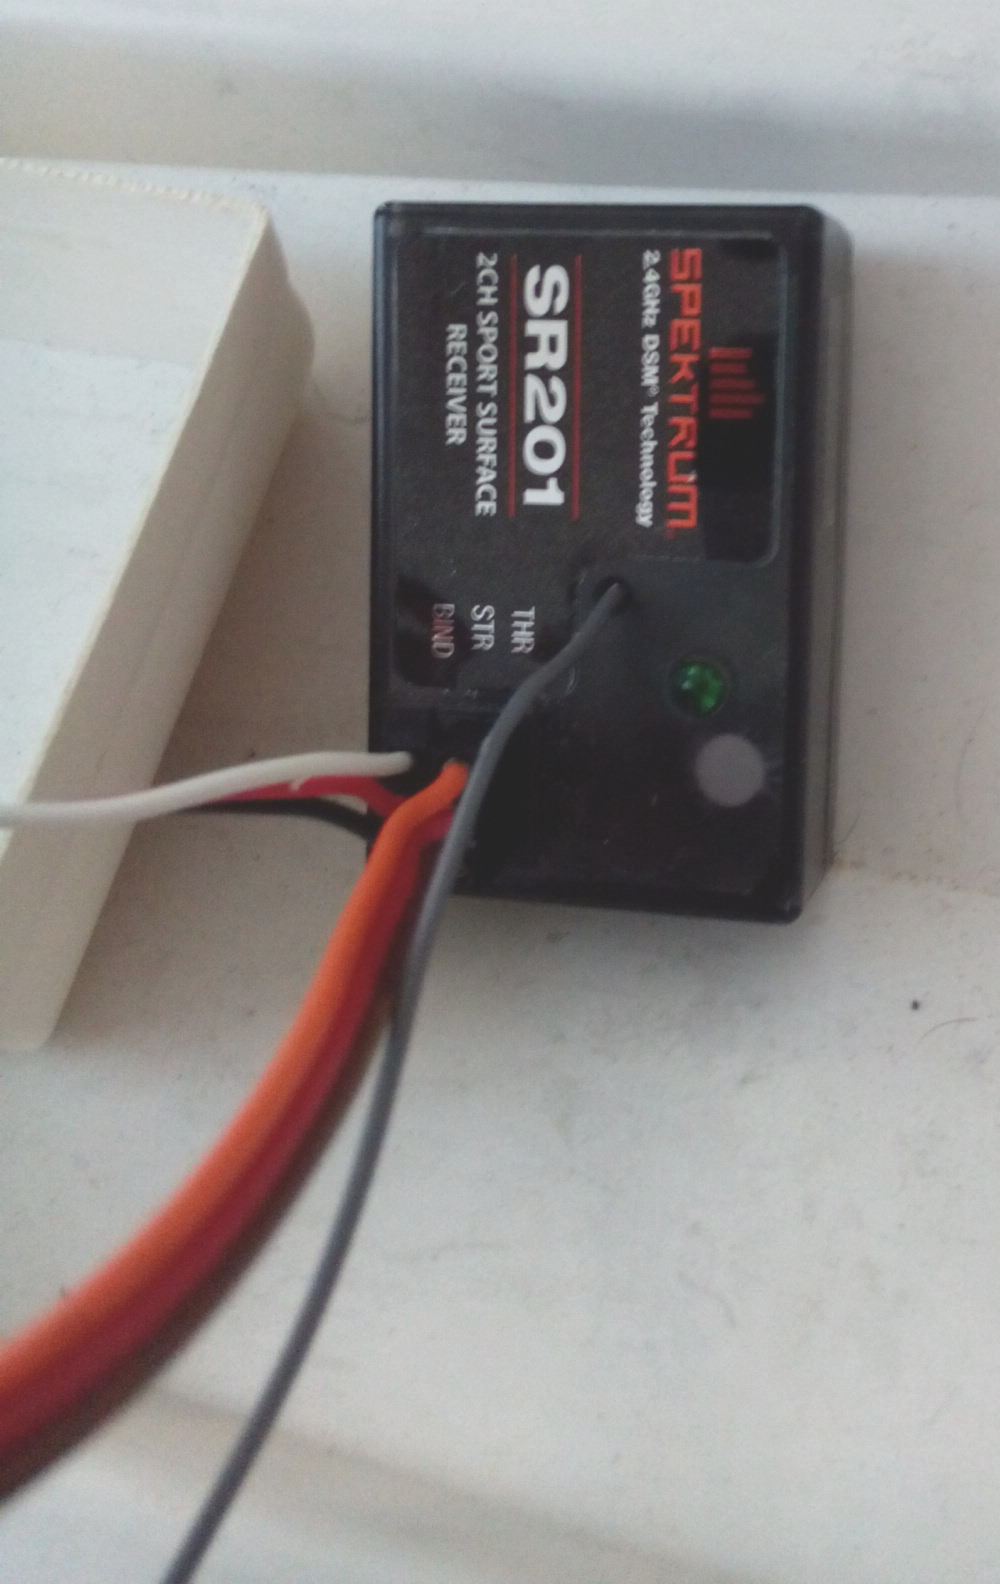 SPEKTRUM
2.4GHz DSM® Technology
SR201
2CH SPORT SURFACE
RECEIVER
THR
STR
BIND